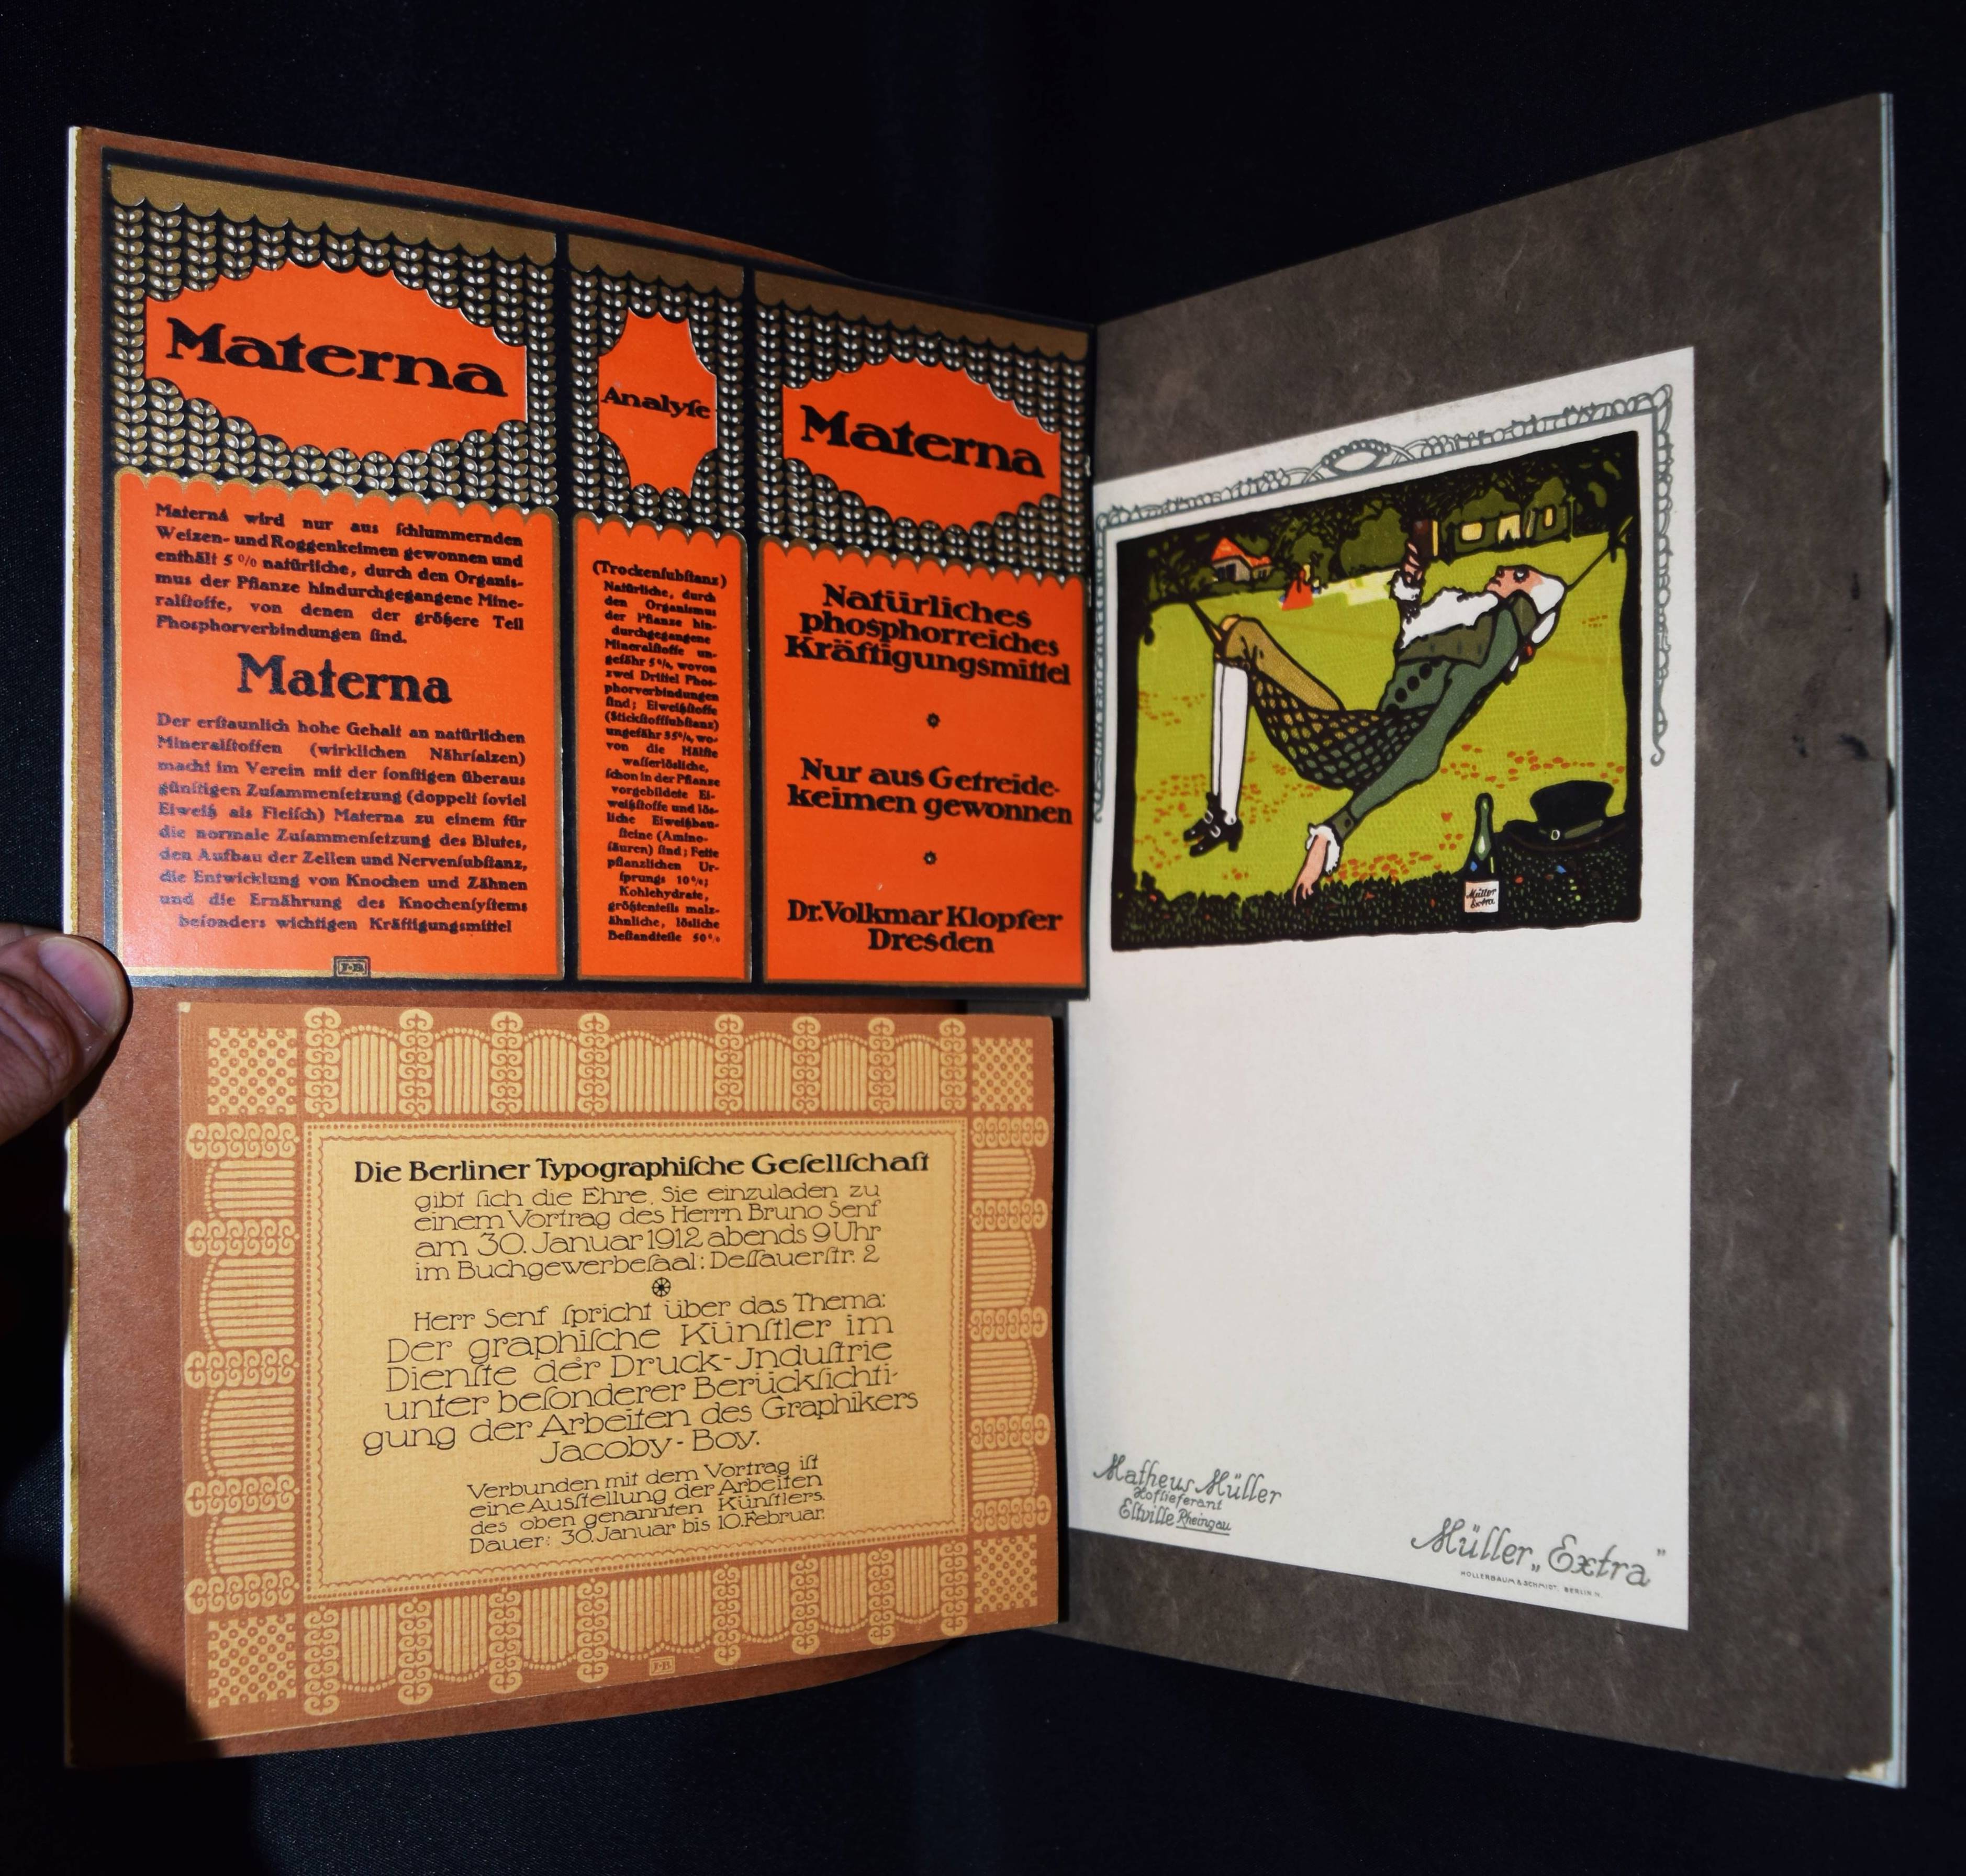 Materna
Materna wird nur aus ſchlummernden
Weizen- und Roggenkeimen gewonnen und
enthält 5 % natürliche, durch den Organis-
mus der Pflanze hindurchgegangene Mine-
ralſtoffe, von denen der größere Teil
Phosphorverbindungen ſind.
Materna
Der erſtaunlich hohe Gehalt an natürlichen
Mineralſtoffen (wirklichen Nährſalzen)
macht im Verein mit der ſonſtigen überaus
günſtigen Zuſammenſetzung (doppelt ſoviel
Eiweiß als Fleiſch) Materna zu einem für
die normale Zuſammenſetzung des Blutes,
den Aufbau der Zellen und Nervenſubſtanz,
die Entwicklung von Knochen und Zähnen
und die Ernährung des Knochenſyſtems
beſonders wichtigen Kräftigungsmittel
J·B
Analyſe
(Trockenſubſtanz)
Natürliche, durch
den Organismus
der Pflanze hin-
durchgegangene
Mineralſtoffe un-
gefähr 5%, wovon
zwei Drittel Phos-
phorverbindungen
ſind; Eiweißſtoffe
(Stickſtoffſubſtanz)
ungefähr 35%, wo-
von die Hälfte
waſſerlösliche,
ſchon in der Pflanze
vorgebildete Ei-
weißſtoffe und lös-
liche Eiweißbau-
ſteine (Amino-
ſäuren) ſind; Fette
pflanzlichen Ur-
ſprungs 10%;
Kohlehydrate,
größtenteils malz-
ähnliche, lösliche
Beſtandteile 50%
Materna
Natürliches
phosphorreiches
Kräftigungsmittel
Nur aus Getreide-
keimen gewonnen
Dr. Volkmar Klopfer
Dresden
Die Berliner Typographiſche Geſellſchaft
gibt ſich die Ehre, Sie einzuladen zu
einem Vortrag des Herrn Bruno Senf
am 30. Januar 1912 abends 9 Uhr
im Buchgewerbeſaal: Deſſauerſtr. 2
Herr Senf ſpricht über das Thema:
Der graphiſche Künſtler im
Dienſte der Druck-Jnduſtrie
unter beſonderer Berückſichti-
gung der Arbeiten des Graphikers
Jacoby-Boy.
Verbunden mit dem Vortrag iſt
eine Ausſtellung der Arbeiten
des oben genannten Künſtlers.
Dauer: 30. Januar bis 10. Februar.
J·B
Müller
Extra
Matheus Müller
Hoflieferant
Eltville Rheingau
Müller „Extra”
HOLLERBAUM & SCHMIDT, BERLIN N.